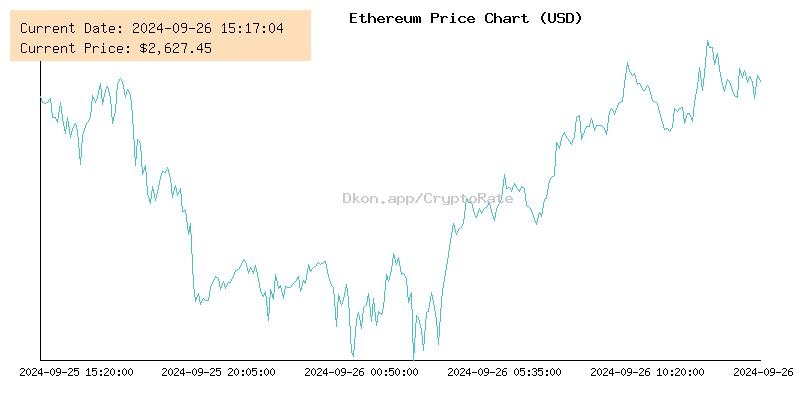 Ethereum Price Chart (USD)
Current Date: 2024-09-26 15:17:04
Current Price: $2,627.45
Dkon.app/CryptoRate
2024-09-25 15:20:00 2024-09-25 20:05:00 2024-09-26 00:50:00 2024-09-26 05:35:00 2024-09-26 10:20:00 2024-09-26